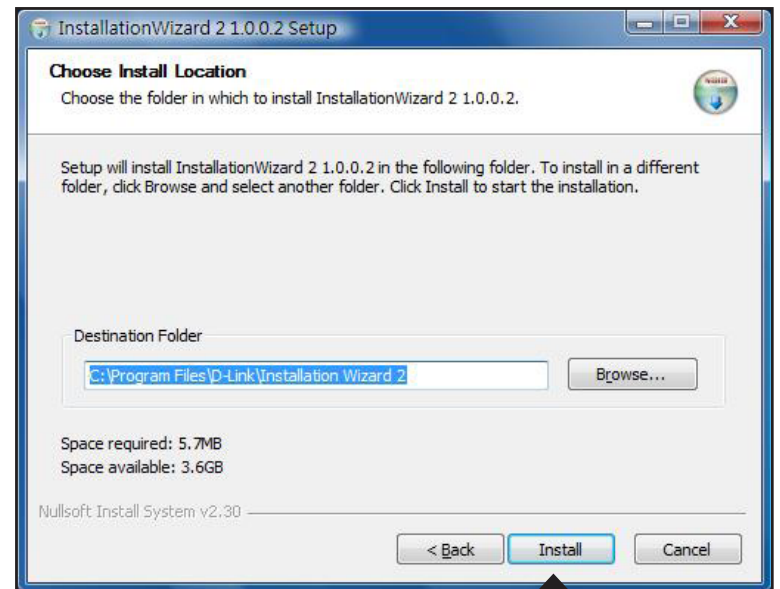 InstallationWizard 2 1.0.0.2 Setup
Choose Install Location
Choose the folder in which to install InstallationWizard 2 1.0.0.2.
Setup will install InstallationWizard 2 1.0.0.2 in the following folder. To install in a different
folder, click Browse and select another folder. Click Install to start the installation.
Destination Folder
C:\Program Files\D-Link\Installation Wizard 2
Browse...
Space required: 5.7MB
Space available: 3.6GB
Nullsoft Install System v2.30
< Back
Install
Cancel